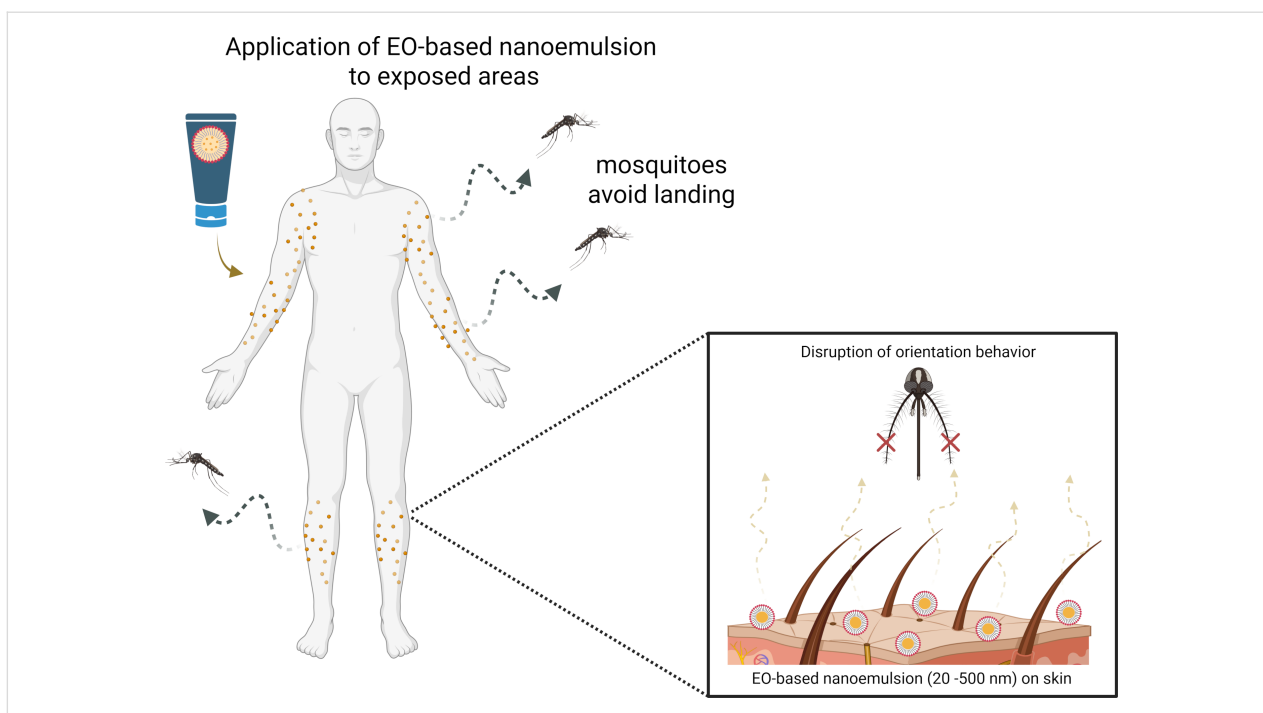 Application of EO-based nanoemulsion
to exposed areas
mosquitoes
avoid landing
Disruption of orientation behavior
EO-based nanoemulsion (20 -500 nm) on skin